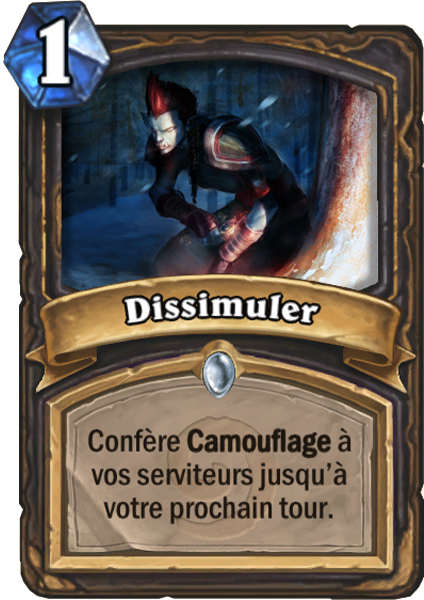 1
Dissimuler
Confère Camouflage à
vos serviteurs jusqu'à
votre prochain tour.